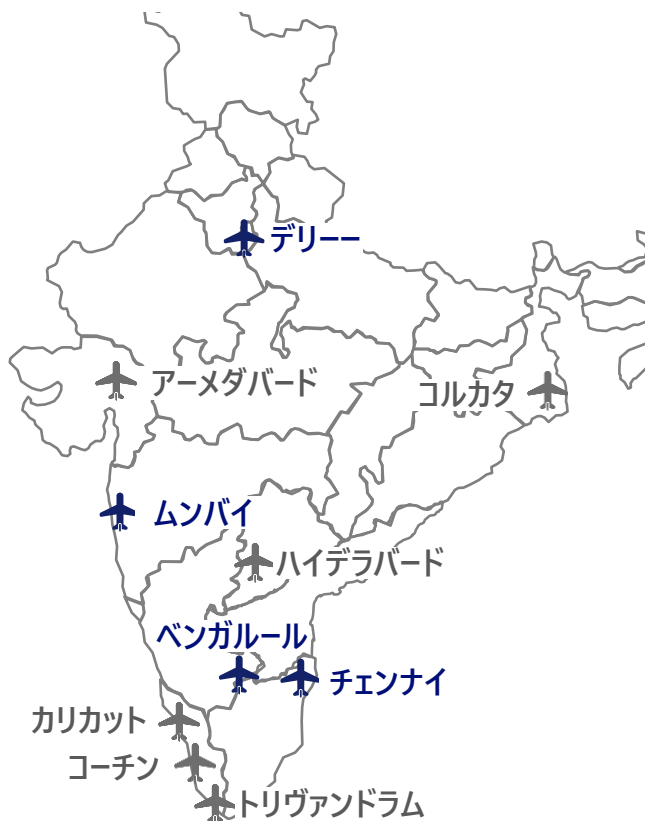 デリーー
アーメダバード
コルカタ
ムンバイ
ハイデラバード
ベンガルール
チェンナイ
カリカット
コーチン
トリヴァンドラム